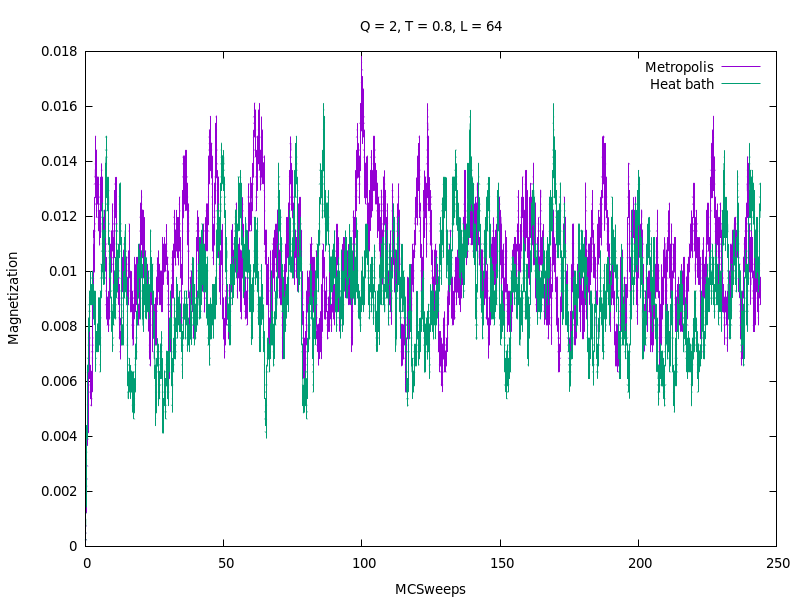 Q = 2, T = 0.8, L = 64
Metropolis
Heat bath
0.018
0.016
0.014
0.012
0.01
0.008
0.006
0.004
0.002
0
Magnetization
0 50 100 150 200 250
MCSweeps